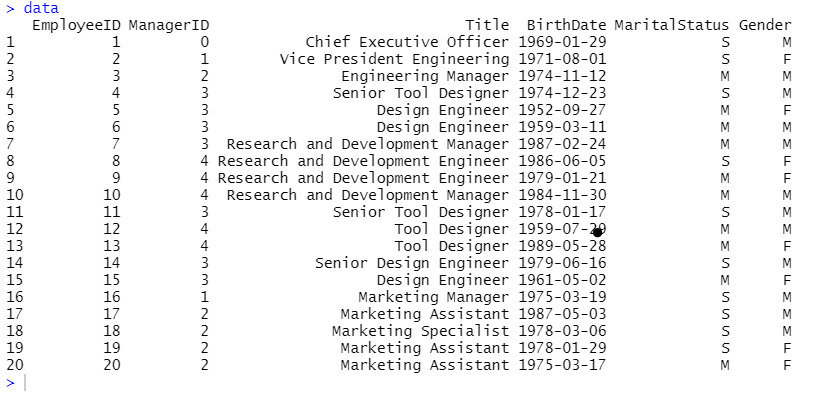 > data
EmployeeID ManagerID Title BirthDate MaritalStatus Gender
1 1 0 Chief Executive Officer 1969-01-29 S M
2 2 1 Vice President Engineering 1971-08-01 S F
3 3 2 Engineering Manager 1974-11-12 M M
4 4 3 Senior Tool Designer 1974-12-23 S M
5 5 3 Design Engineer 1952-09-27 M F
6 6 3 Design Engineer 1959-03-11 M M
7 7 3 Research and Development Manager 1987-02-24 M M
8 8 4 Research and Development Engineer 1986-06-05 S F
9 9 4 Research and Development Engineer 1979-01-21 M F
10 10 4 Research and Development Manager 1984-11-30 M M
11 11 3 Senior Tool Designer 1978-01-17 S M
12 12 4 Tool Designer 1959-07-29 M M
13 13 4 Tool Designer 1989-05-28 M F
14 14 3 Senior Design Engineer 1979-06-16 S M
15 15 3 Design Engineer 1961-05-02 M F
16 16 1 Marketing Manager 1975-03-19 S M
17 17 2 Marketing Assistant 1987-05-03 S M
18 18 2 Marketing Specialist 1978-03-06 S M
19 19 2 Marketing Assistant 1978-01-29 S F
20 20 2 Marketing Assistant 1975-03-17 M F
>